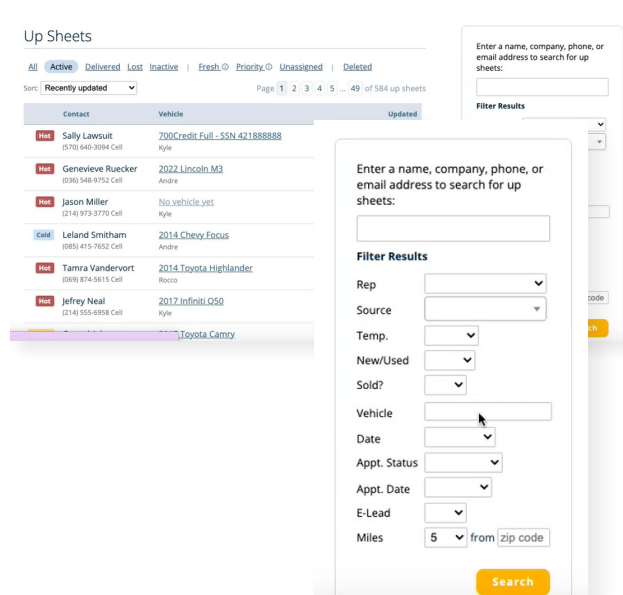 Up Sheets
All Active Delivered Lost Inactive | Fresh Priority Unassigned | Deleted
Sort: Recently updated Page 1 2 3 4 5 ... 49 of 584 up sheets
Contact Vehicle Updated
Hot Sally Lawsuit 700Credit Full - SSN 421888888
(570) 640-3094 Cell Kyle
Hot Genevieve Ruecker 2022 Lincoln M3
(036) 548-9752 Cell Andre
Hot Jason Miller No vehicle yet
(214) 973-3770 Cell Kyle
Cold Leland Smitham 2014 Chevy Focus
(085) 415-7652 Cell Andre
Hot Tamra Vandervort 2014 Toyota Highlander
(069) 874-5615 Cell Rocco
Hot Jefrey Neal 2017 Infiniti Q50
(214) 555-6958 Cell Kyle
Toyota Camry
Enter a name, company, phone, or
email address to search for up
sheets:
Filter Results
code
ch
Enter a name, company, phone, or
email address to search for up
sheets:
Filter Results
Rep
Source
Temp.
New/Used
Sold?
Vehicle
Date
Appt. Status
Appt. Date
E-Lead
Miles 5 from zip code
Search